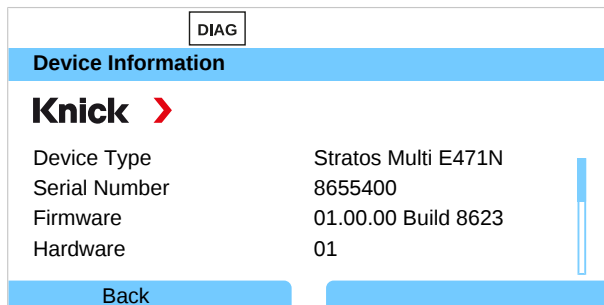 DIAG
Device Information
Knick
Device Type Stratos Multi E471N
Serial Number 8655400
Firmware 01.00.00 Build 8623
Hardware 01
Back